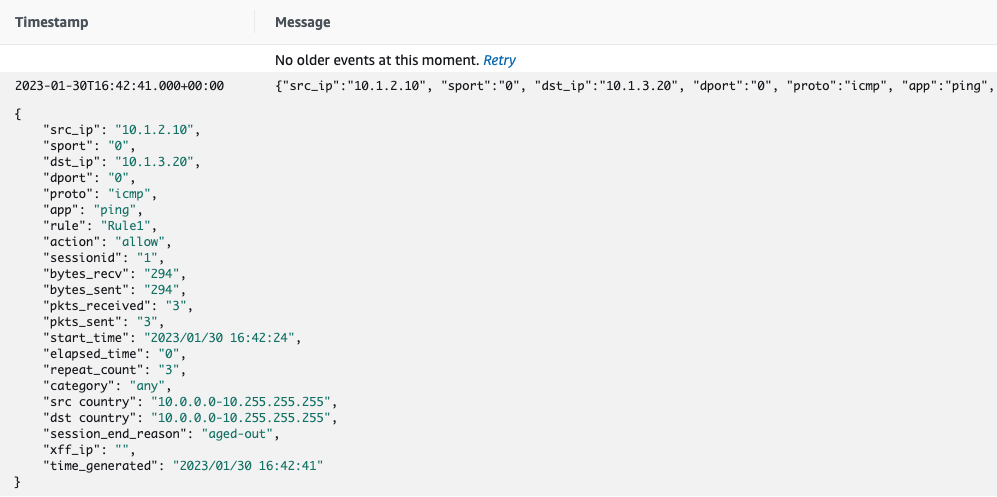 Timestamp Message
No older events at this moment. Retry
2023-01-30T16:42:41.000+00:00 {"src_ip":"10.1.2.10", "sport":"0", "dst_ip":"10.1.3.20", "dport":"0", "proto":"icmp", "app":"ping",
{
"src_ip": "10.1.2.10",
"sport": "0",
"dst_ip": "10.1.3.20",
"dport": "0",
"proto": "icmp",
"app": "ping",
"rule": "Rule1",
"action": "allow",
"sessionid": "1",
"bytes_recv": "294",
"bytes_sent": "294",
"pkts_received": "3",
"pkts_sent": "3",
"start_time": "2023/01/30 16:42:24",
"elapsed_time": "0",
"repeat_count": "3",
"category": "any",
"src country": "10.0.0.0-10.255.255.255",
"dst country": "10.0.0.0-10.255.255.255",
"session_end_reason": "aged-out",
"xff_ip": "",
"time_generated": "2023/01/30 16:42:41"
}